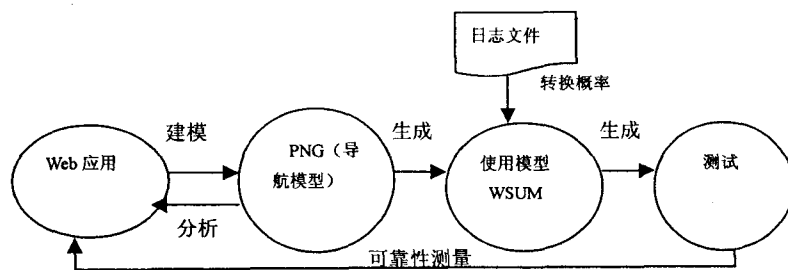 日志文件
转换概率
建模
生成
生成
Web 应用
PNG（导
航模型）
使用模型
WSUM
测试
分析
可靠性测量